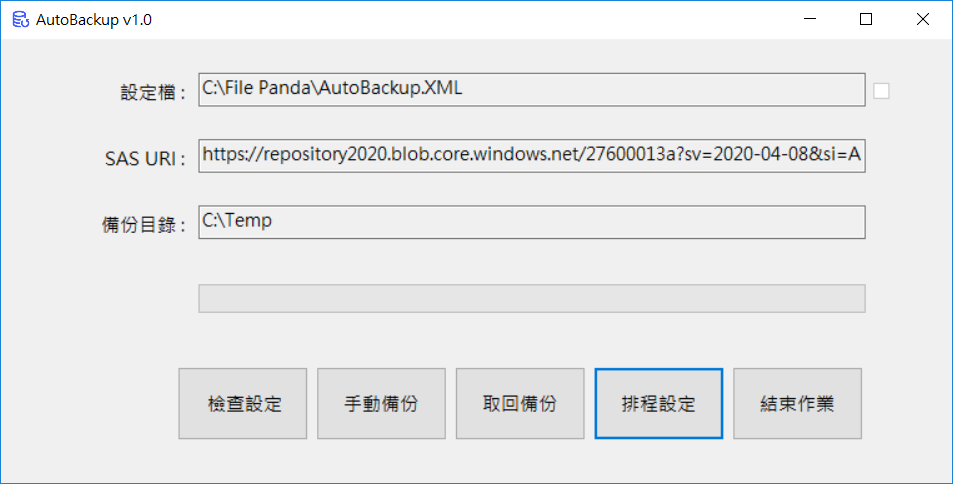 AutoBackup v1.0
設定檔 : C:\File Panda\AutoBackup.XML
SAS URI : https://repository2020.blob.core.windows.net/27600013a?sv=2020-04-08&si=A
備份目錄 : C:\Temp
檢查設定 手動備份 取回備份 排程設定 結束作業